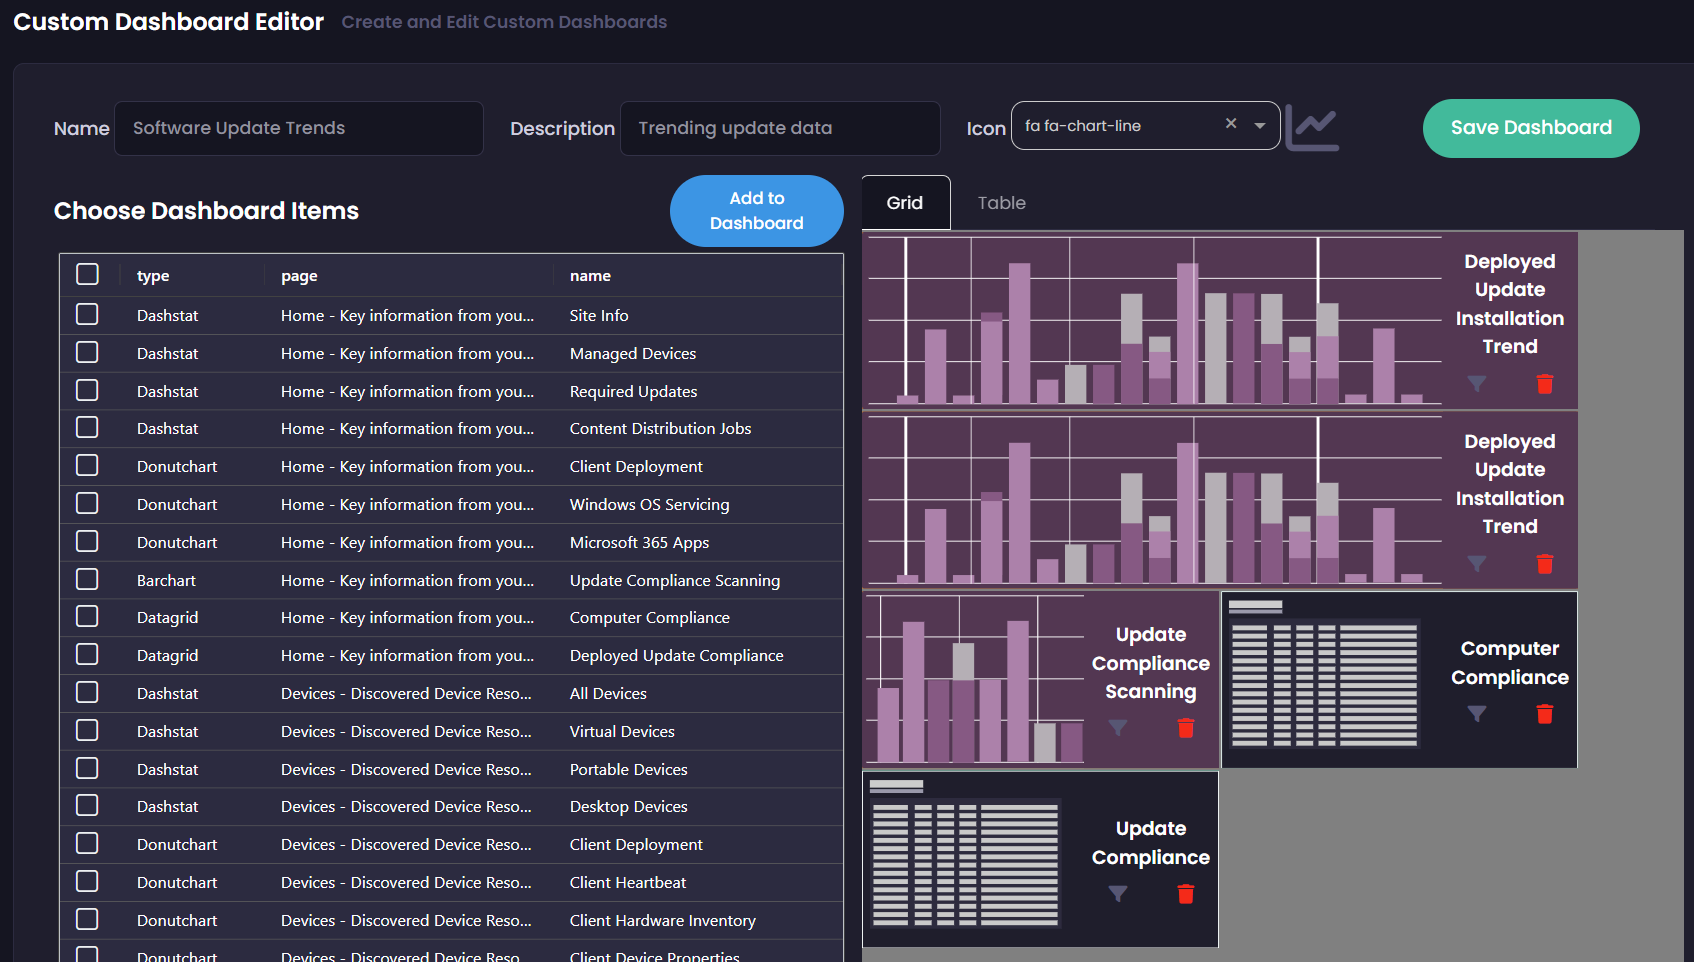 Custom Dashboard Editor Create and Edit Custom Dashboards
Name Software Update Trends Description Trending update data Icon fa fa-chart-line Save Dashboard
Choose Dashboard Items
Add to
Dashboard
type page name
Dashstat Home - Key information from you... Site Info
Dashstat Home - Key information from you... Managed Devices
Dashstat Home - Key information from you... Required Updates
Dashstat Home - Key information from you... Content Distribution Jobs
Donutchart Home - Key information from you... Client Deployment
Donutchart Home - Key information from you... Windows OS Servicing
Donutchart Home - Key information from you... Microsoft 365 Apps
Barchart Home - Key information from you... Update Compliance Scanning
Datagrid Home - Key information from you... Computer Compliance
Datagrid Home - Key information from you... Deployed Update Compliance
Dashstat Devices - Discovered Device Reso... All Devices
Dashstat Devices - Discovered Device Reso... Virtual Devices
Dashstat Devices - Discovered Device Reso... Portable Devices
Dashstat Devices - Discovered Device Reso... Desktop Devices
Donutchart Devices - Discovered Device Reso... Client Deployment
Donutchart Devices - Discovered Device Reso... Client Heartbeat
Donutchart Devices - Discovered Device Reso... Client Hardware Inventory
Donutchart Devices - Discovered Device Reso... Client Device Properties
Grid Table
Deployed
Update
Installation
Trend
Deployed
Update
Installation
Trend
Update
Compliance
Scanning
Computer
Compliance
Update
Compliance